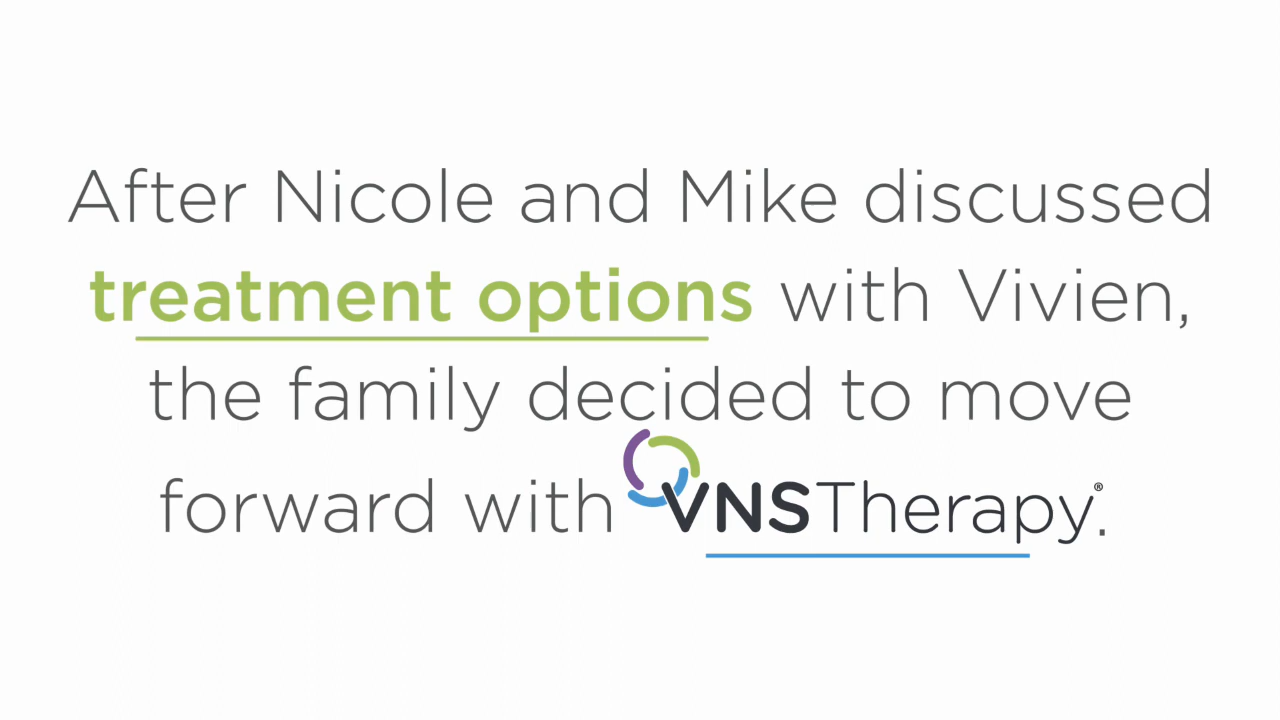 After Nicole and Mike discussed
treatment options with Vivien,
the family decided to move
forward with VNSTherapy®.